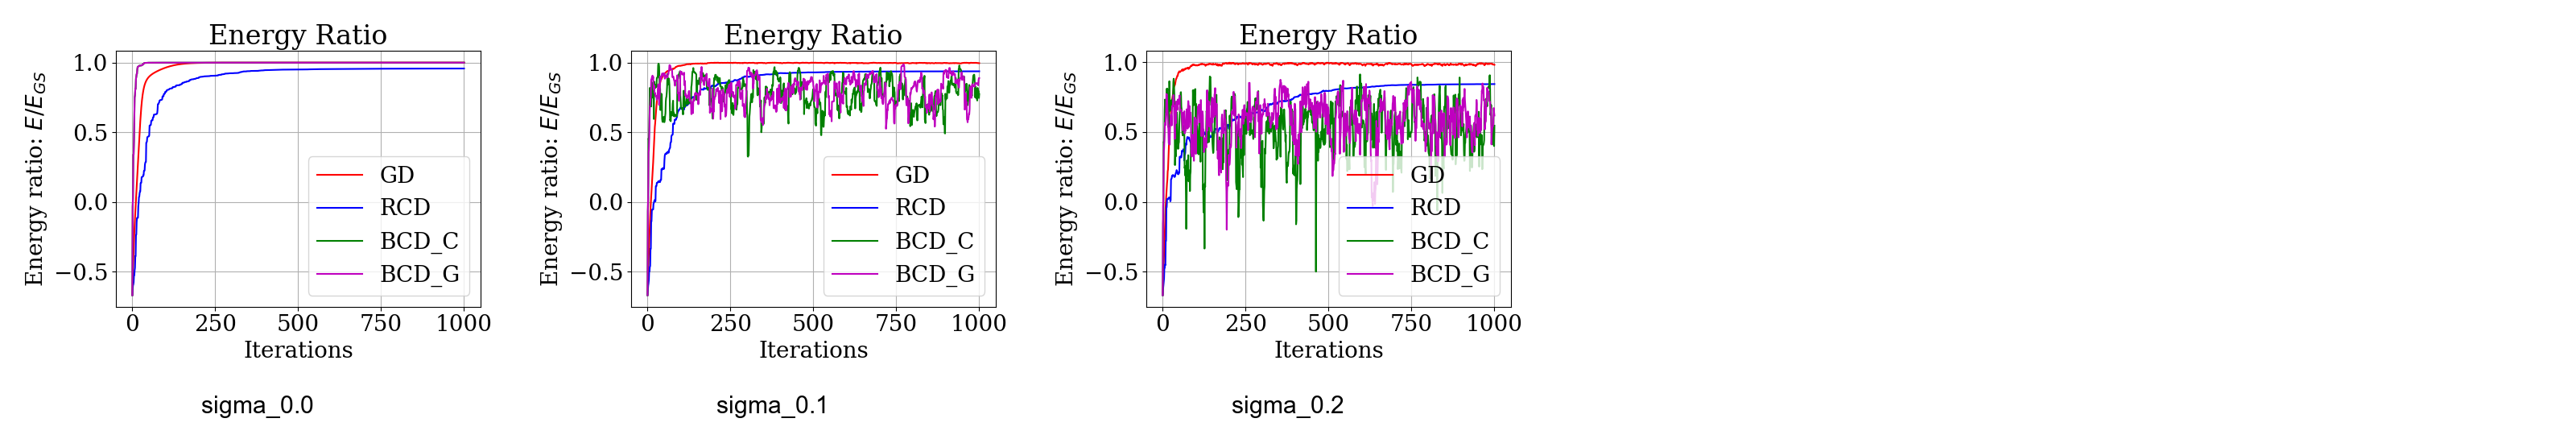 Energy Ratio
Energy ratio: E/E_GS
1.0
0.5
0.0
−0.5
GD
RCD
BCD_C
BCD_G
0 250 500 750 1000
Iterations
sigma_0.0
Energy Ratio
Energy ratio: E/E_GS
1.0
0.5
0.0
−0.5
GD
RCD
BCD_C
BCD_G
0 250 500 750 1000
Iterations
sigma_0.1
Energy Ratio
Energy ratio: E/E_GS
1.0
0.5
0.0
−0.5
GD
RCD
BCD_C
BCD_G
0 250 500 750 1000
Iterations
sigma_0.2